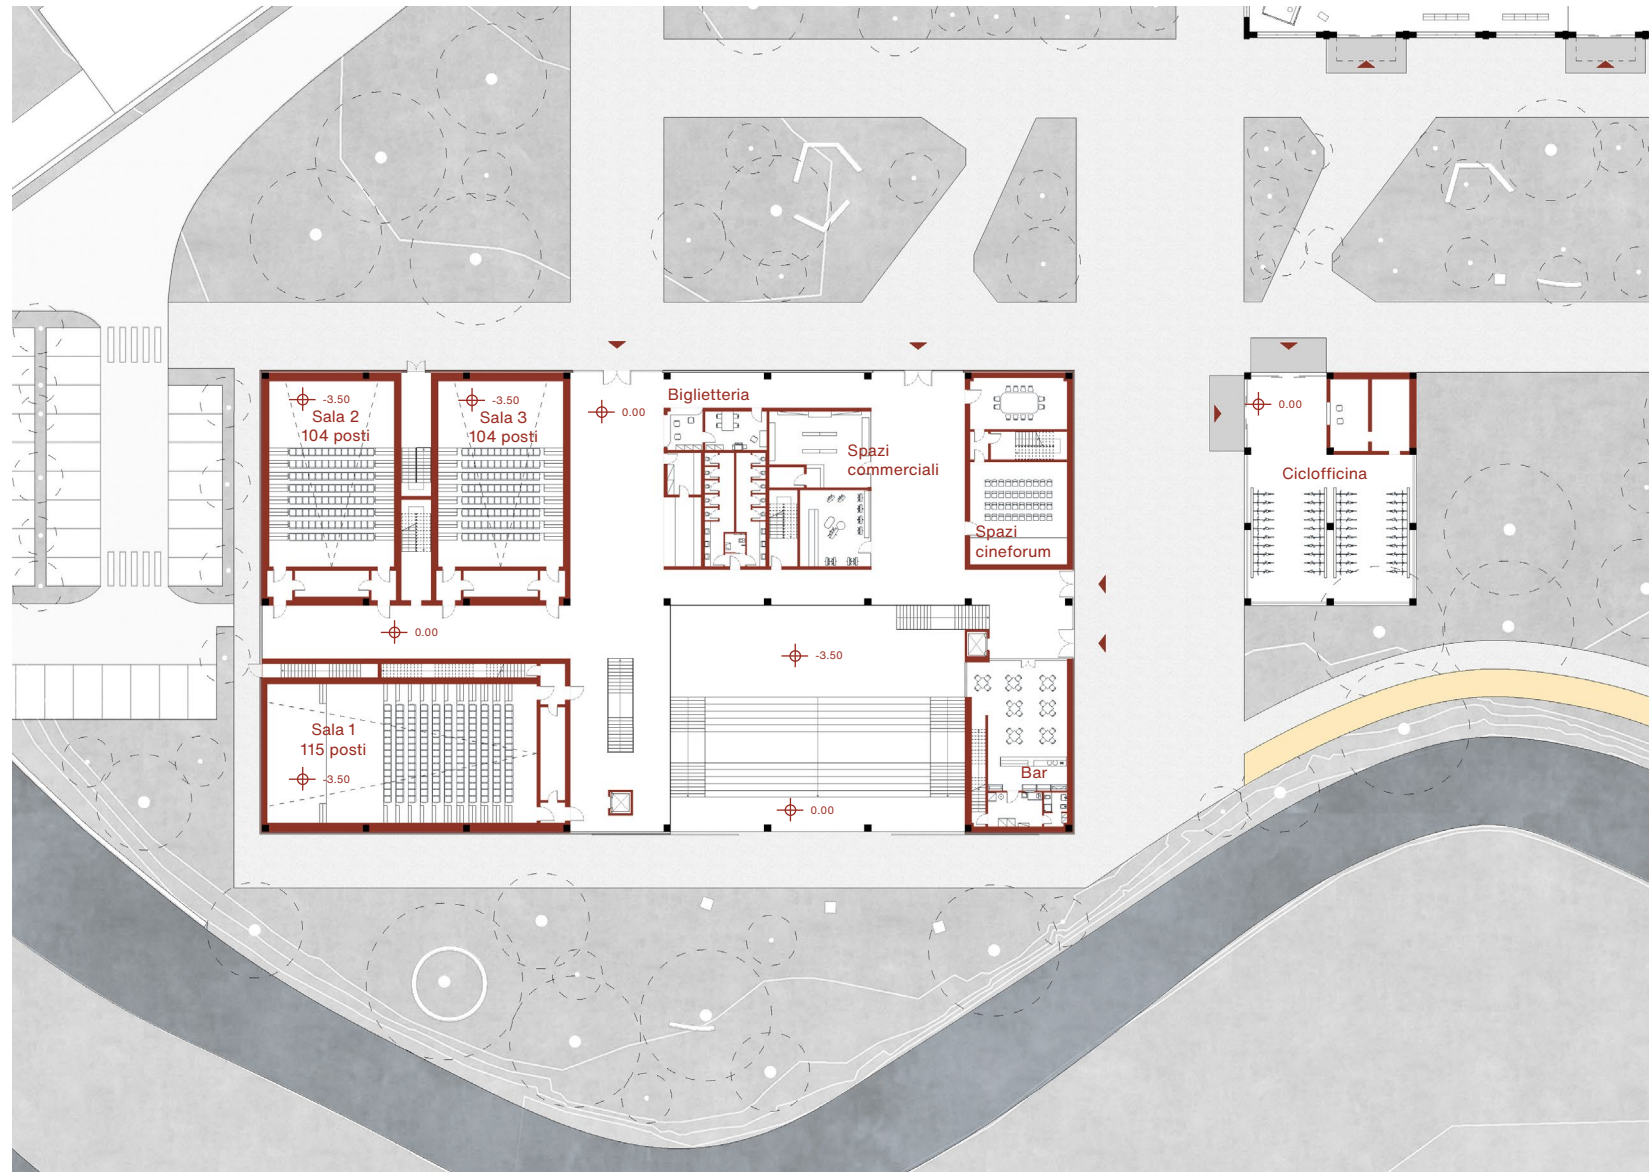 -3.50
Sala 2
104 posti
-3.50
Sala 3
104 posti
0.00
Biglietteria
Spazi
commerciali
Spazi
cineforum
0.00
Ciclofficina
0.00
-3.50
Sala 1
115 posti
-3.50
Bar
0.00